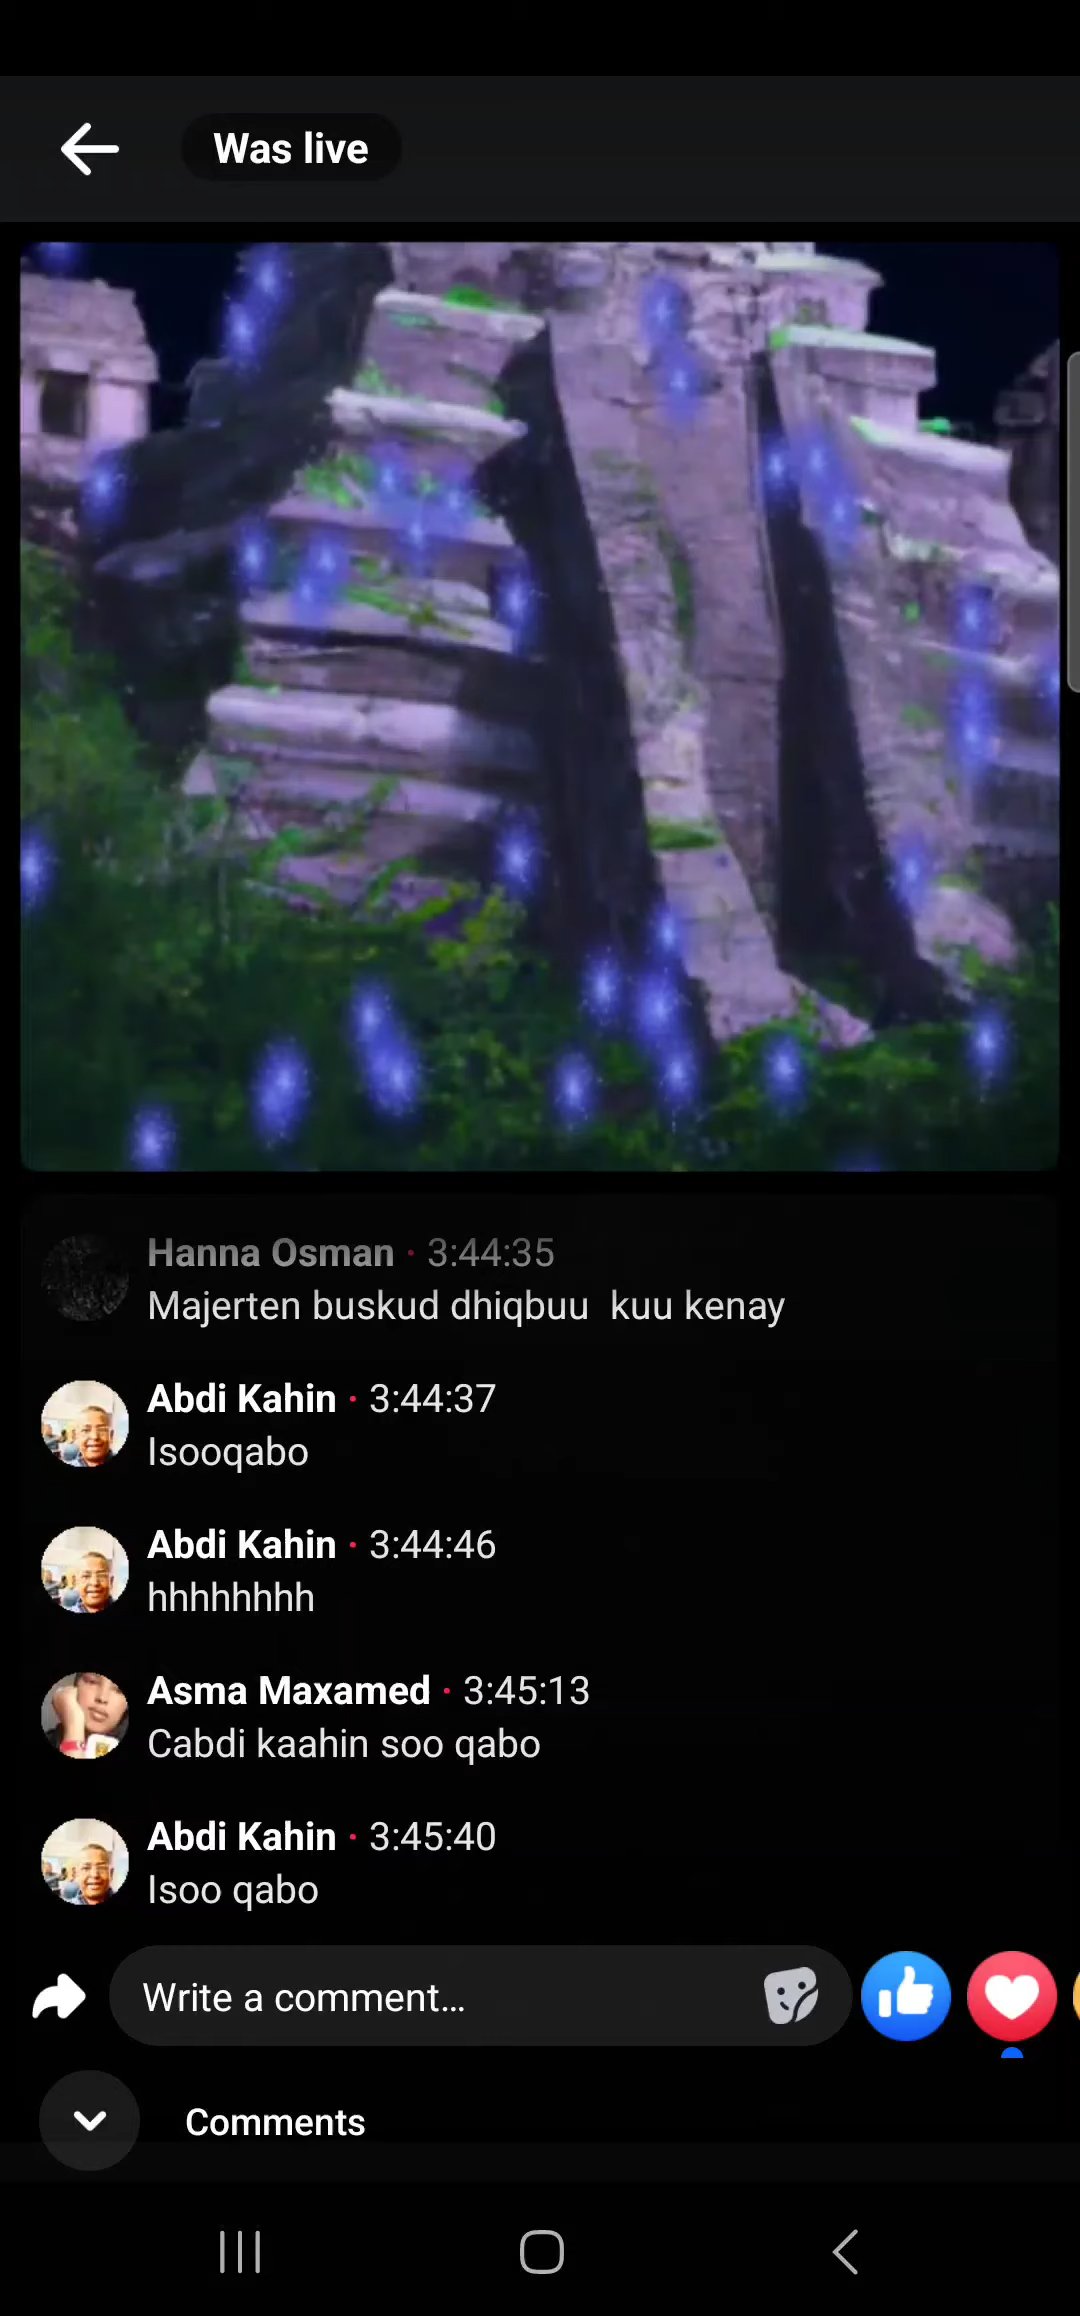 Was live
Hanna Osman · 3:44:35
Majerten buskud dhiqbuu  kuu kenay
Abdi Kahin · 3:44:37
Isooqabo
Abdi Kahin · 3:44:46
hhhhhhhh
Asma Maxamed · 3:45:13
Cabdi kaahin soo qabo
Abdi Kahin · 3:45:40
Isoo qabo
Write a comment…
Comments